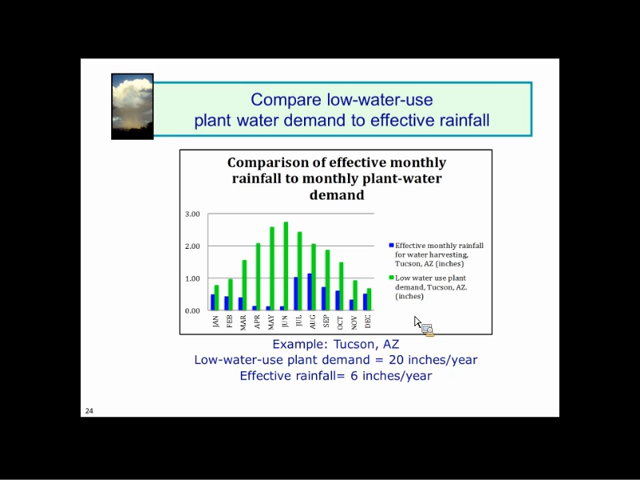 Compare low-water-use
plant water demand to effective rainfall
Comparison of effective monthly
rainfall to monthly plant-water
demand
3.00
2.00
1.00
0.00
JAN FEB MAR APR MAY JUN JUL AUG SEP OCT NOV DEC
Effective monthly rainfall
for water harvesting,
Tucson, AZ (inches)
Low water use plant
demand, Tucson, AZ.
(inches)
Example: Tucson, AZ
Low-water-use plant demand = 20 inches/year
Effective rainfall= 6 inches/year
24